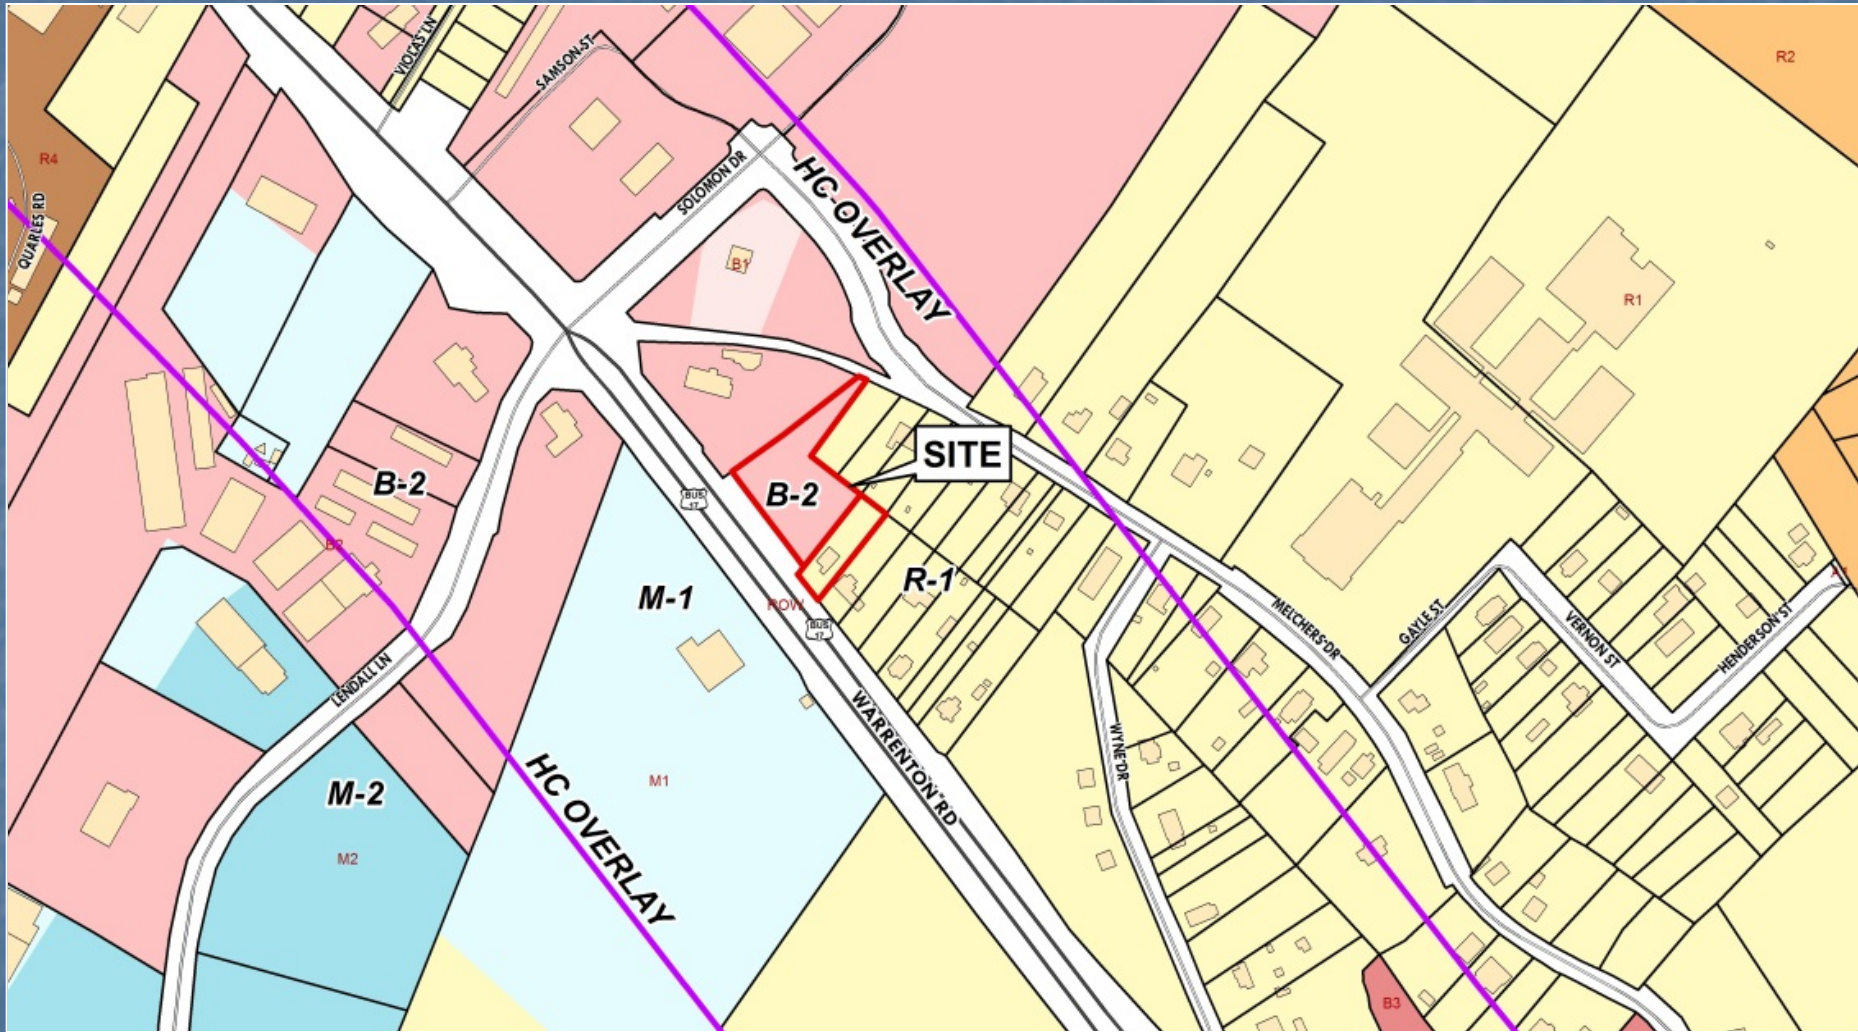 VIOLAS LN
SAMSON ST
R2
R4
QUARLES RD
SOLOMON DR
HC OVERLAY
B1
R1
SITE
B-2
B-2
BUS
17
B2
R-1
M-1
ROW
BUS
17
A1
MELCHERS DR
GAYLE ST
VERNON ST
HENDERSON ST
LENDALL LN
WARRENTON RD
WYNE DR
HC OVERLAY
M1
M-2
M2
B3